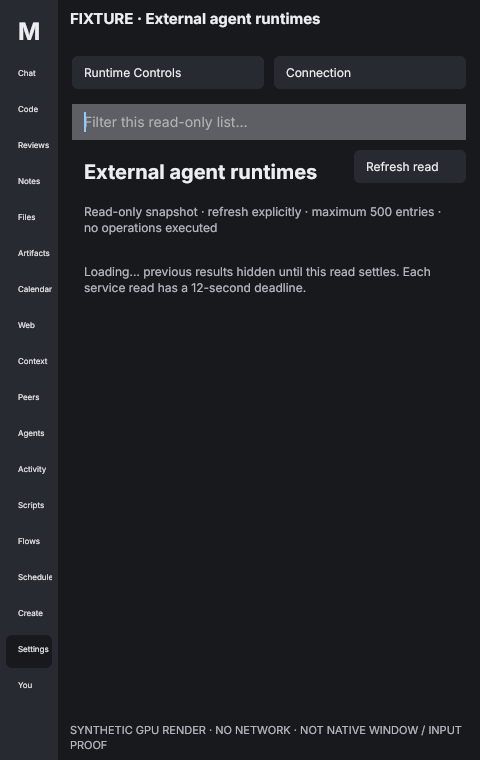 M
Chat
Code
Reviews
Notes
Files
Artifacts
Calendar
Web
Context
Peers
Agents
Activity
Scripts
Flows
Schedule
Create
Settings
You
FIXTURE · External agent runtimes
Runtime Controls
Connection
Filter this read-only list...
External agent runtimes
Refresh read
Read-only snapshot · refresh explicitly · maximum 500 entries ·
no operations executed
Loading... previous results hidden until this read settles. Each
service read has a 12-second deadline.
SYNTHETIC GPU RENDER · NO NETWORK · NOT NATIVE WINDOW / INPUT
PROOF